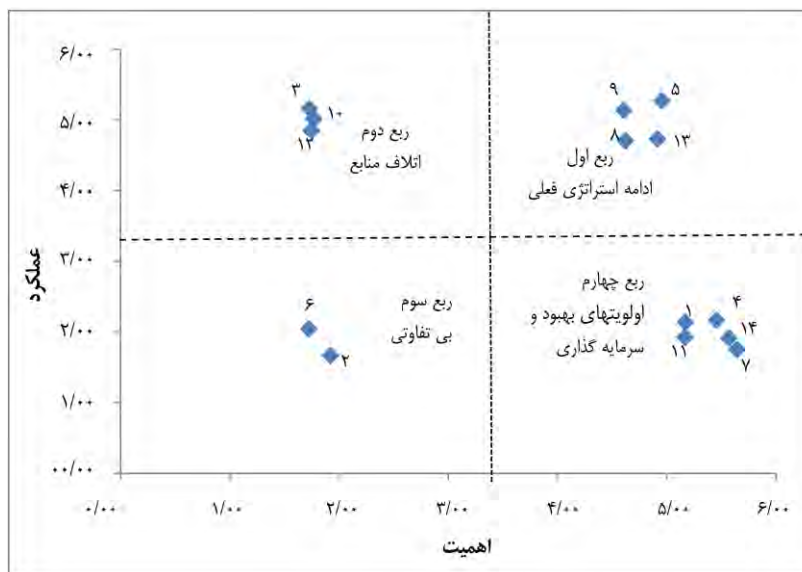 عملکرد
۶/۰۰
۵/۰۰
۴/۰۰
۳/۰۰
۲/۰۰
۱/۰۰
۰۰/۰۰
۳
۱۰
۱۲
ربع دوم
اتلاف منابع
۹
۵
۸
۱۳
ربع اول
ادامه استراتژی فعلی
۶
۲
ربع سوم
بی تفاوتی
ربع چهارم
اولویتهای بهبود و
سرمایه گذاری
۱
۴
۱۱
۱۴
۷
۰/۰۰
۱/۰۰
۲/۰۰
۳/۰۰
۴/۰۰
۵/۰۰
۶/۰۰
اهمیت